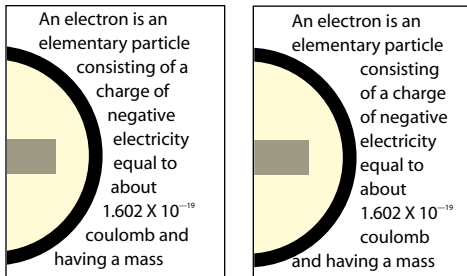 An electron is an
elementary particle
consisting of a
charge of
negative
electricity
equal to
about
1.602 X 10⁻¹⁹
coulomb and
having a mass
An electron is an
elementary particle
consisting
of a charge
of negative
electricity
equal to
about
1.602 X 10⁻¹⁹
coulomb
and having a mass